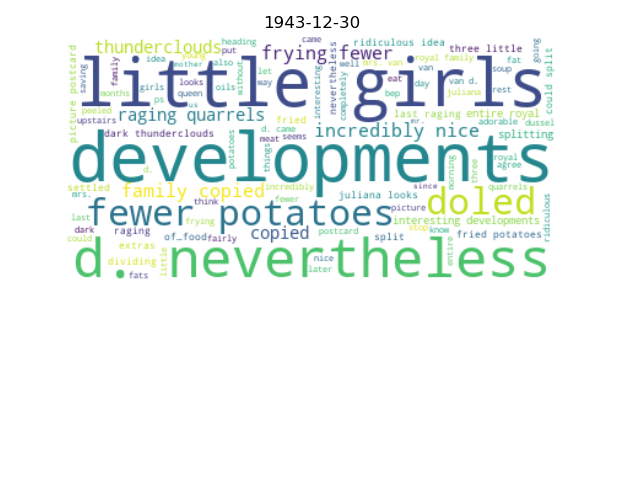 1943-12-30
thunderclouds
heading
put
came
young
mother
also
idea
family
saving
months
picture postcard
peeled
upstairs
ps
girls
looks
queen
us
oils
let
way
without
frying fewer
interesting
nevertheless
well
completely
ridiculous idea
mrs. van
royal family
van
eat
day
bep
three little
fat
going
van d.
soup
juliana
rest
could split
little girls
raging quarrels
fried
last raging
entire royal
dark thunderclouds
d. came
incredibly nice
mr.
adorable
dussel
splitting
developments
potatoes
meat
seems
things
d.
morning
three
royal
agree
settled
mrs.
family copied
incredibly
fewer
juliana looks
since
quarrels
doled
think
picture
fewer potatoes
last
frying
interesting developments
ridiculous
dark
raging
of...food
fairly
copied
postcard
split
stop
know
fried potatoes
could
extras
dividing
little
nice
later
entire
fats
d. nevertheless